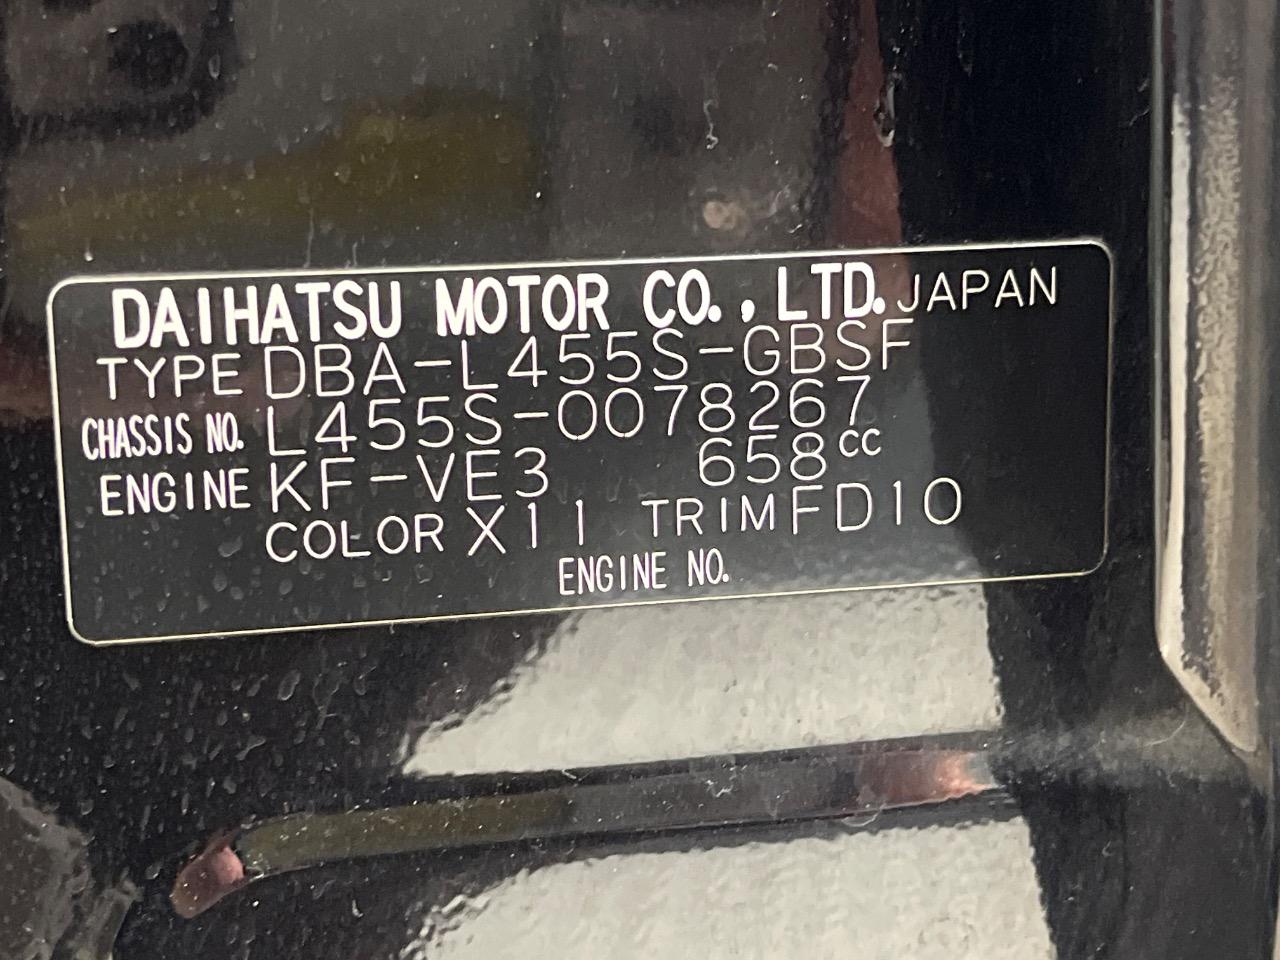 DAIHATSU MOTOR CO., LTD. JAPAN
TYPE DBA-L455S-GBSF
CHASSIS NO. L455S-0078267
ENGINE KF-VE3 658cc
COLOR X11 TRIM FD10
ENGINE NO.